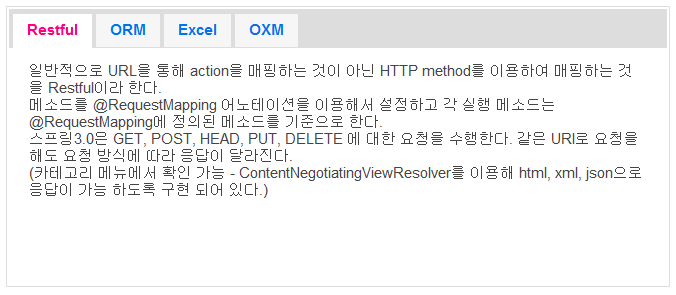 Restful ORM Excel OXM
일반적으로 URL을 통해 action을 매핑하는 것이 아닌 HTTP method를 이용하여 매핑하는 것
을 Restful이라 한다.
메소드를 @RequestMapping 어노테이션을 이용해서 설정하고 각 실행 메소드는
@RequestMapping에 정의된 메소드를 기준으로 한다.
스프링3.0은 GET, POST, HEAD, PUT, DELETE 에 대한 요청을 수행한다. 같은 URI로 요청을
해도 요청 방식에 따라 응답이 달라진다.
(카테고리 메뉴에서 확인 가능 - ContentNegotiatingViewResolver를 이용해 html, xml, json으로
응답이 가능 하도록 구현 되어 있다.)